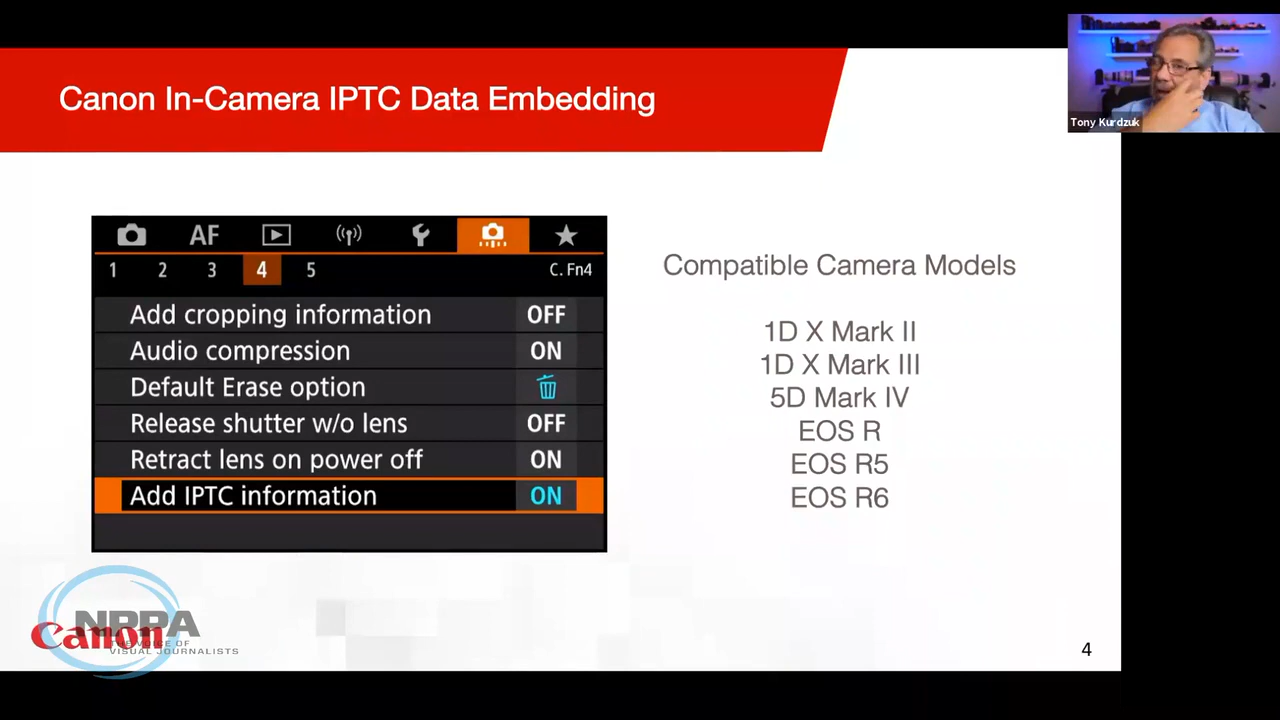 Canon In-Camera IPTC Data Embedding
Tony Kurdzuk
AF
1 2 3 4 5 C.Fn4
Add cropping information OFF
Audio compression ON
Default Erase option
Release shutter w/o lens OFF
Retract lens on power off ON
Add IPTC information ON
Compatible Camera Models
1D X Mark II
1D X Mark III
5D Mark IV
EOS R
EOS R5
EOS R6
NPPA
Canon
THE VOICE OF
VISUAL JOURNALISTS
4